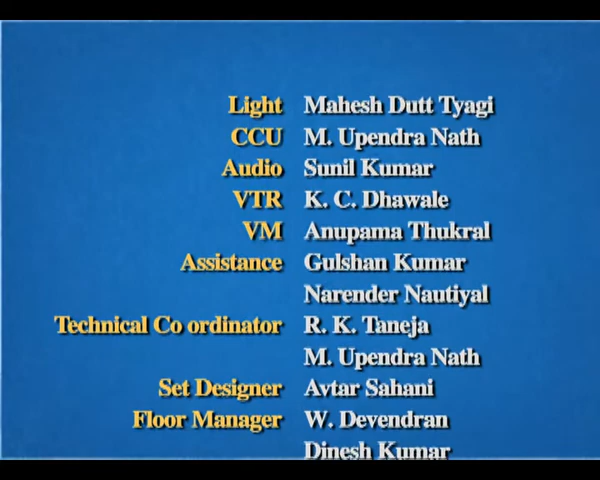 Light Mahesh Dutt Tyagi
CCU M. Upendra Nath
Audio Sunil Kumar
VTR K. C. Dhawale
VM Anupama Thukral
Assistance Gulshan Kumar
Narender Nautiyal
Technical Co ordinator R. K. Taneja
M. Upendra Nath
Set Designer Avtar Sahani
Floor Manager W. Devendran
Dinesh Kumar